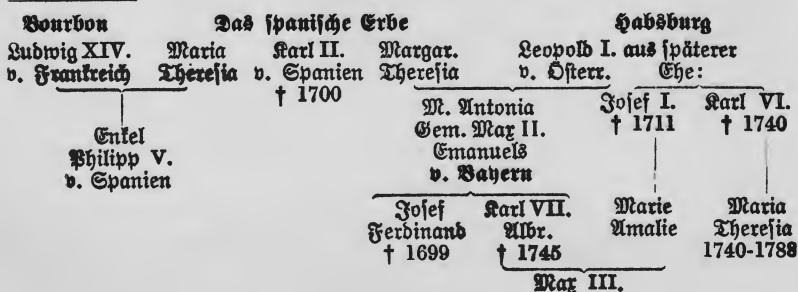 Bourbon Das spanische Erbe Habsburg
Ludwig XIV. Maria Karl II. Margar. Leopold I. aus späterer
v. Frankreich Theresia v. Spanien Theresia v. Österr. Ehe:
† 1700
M. Antonia Josef I. Karl VI.
Gem. Max II. † 1711 † 1740
Emanuels
v. Bayern
Enkel
Philipp V.
v. Spanien
Josef Karl VII. Marie Maria
Ferdinand Albr. Amalie Theresia
† 1699 † 1745 1740-1788
Max III.